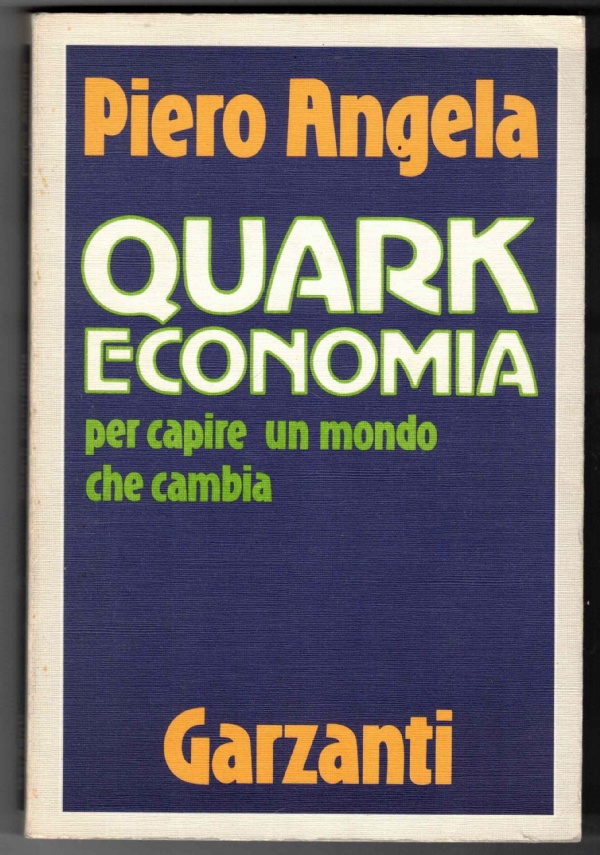 Piero Angela
QUARK
ECONOMIA
per capire un mondo
che cambia
Garzanti